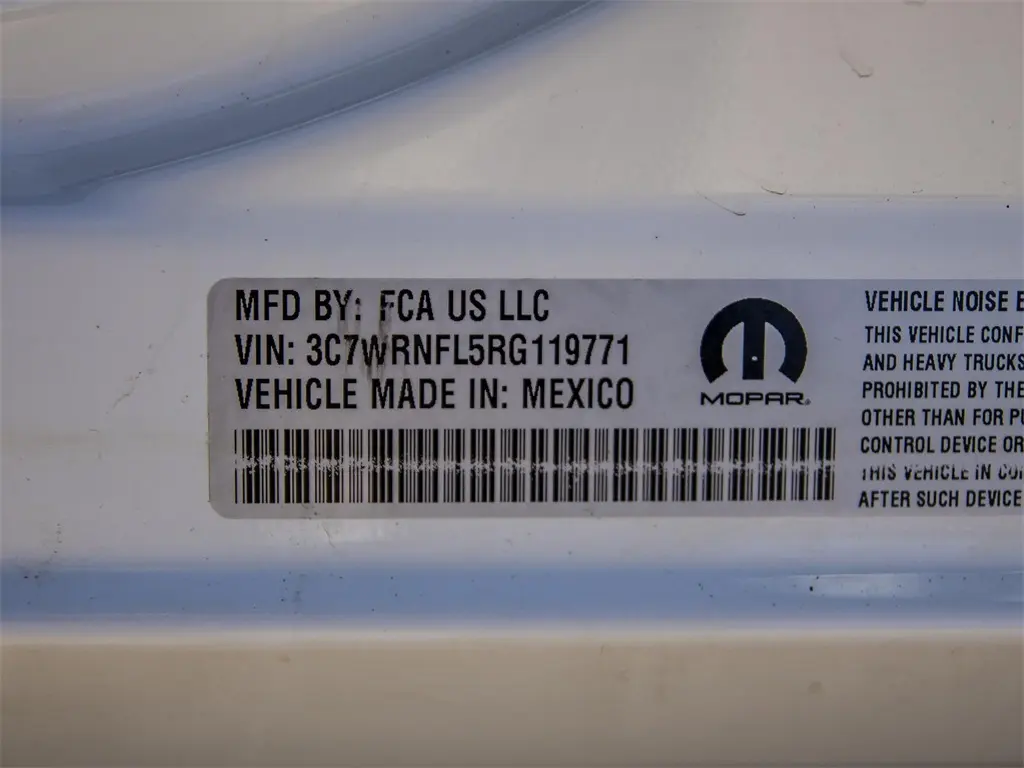 MFD BY: FCA US LLC
VIN: 3C7WRNFL5RG119771
VEHICLE MADE IN: MEXICO
MOPAR.
VEHICLE NOISE E
THIS VEHICLE CONF
AND HEAVY TRUCKS
PROHIBITED BY THE
OTHER THAN FOR PU
CONTROL DEVICE OR
THIS VEHICLE IN
AFTER SUCH DEVICE